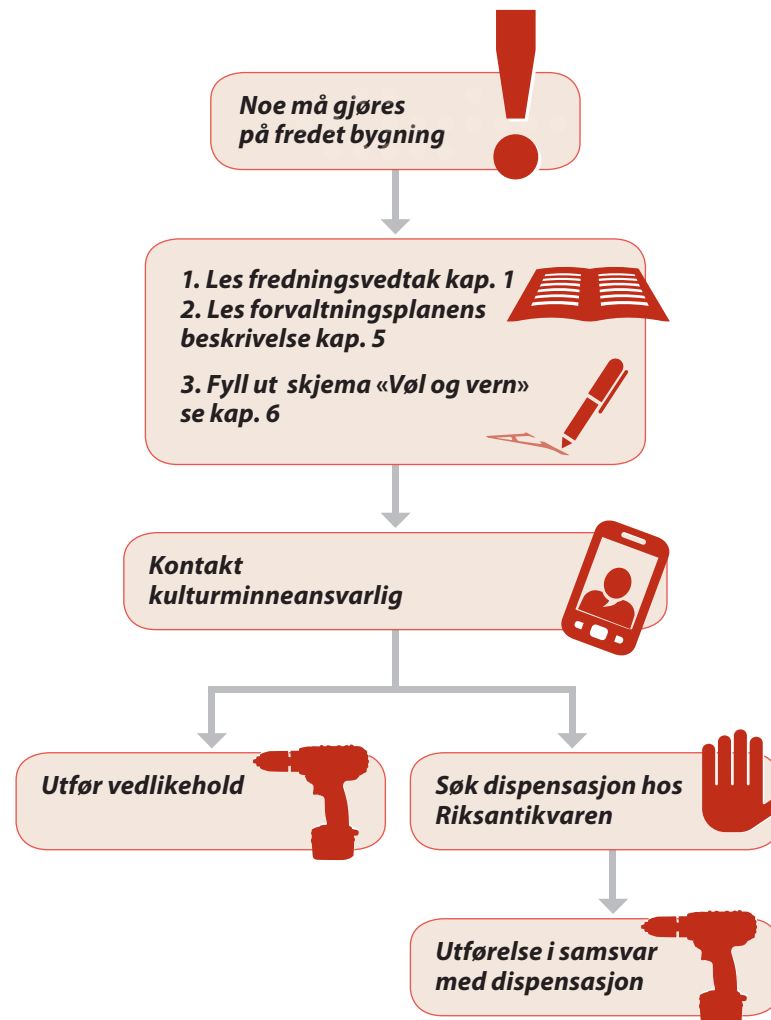 Noe må gjøres
på fredet bygning
1. Les fredningsvedtak kap. 1
2. Les forvaltningsplanens
beskrivelse kap. 5
3. Fyll ut skjema «Vøl og vern»
se kap. 6
Kontakt
kulturminneansvarlig
Utfør vedlikehold
Søk dispensasjon hos
Riksantikvaren
Utførelse i samsvar
med dispensasjon